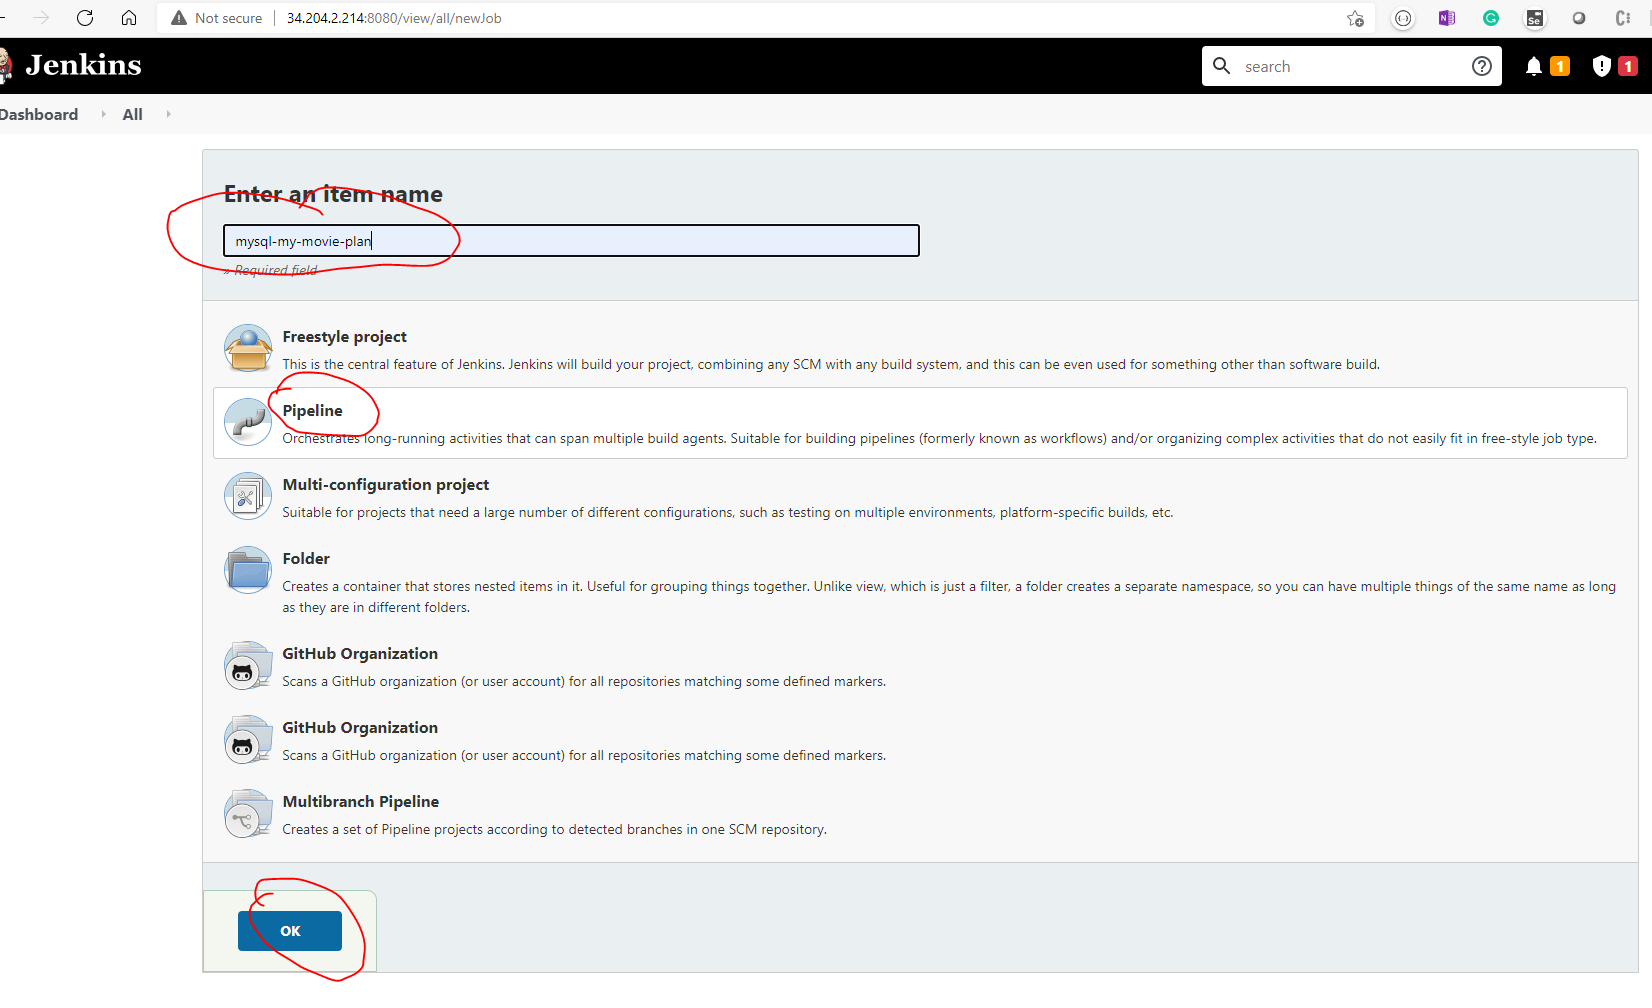 Not secure 34.204.2.214:8080/view/all/newJob
Jenkins
search
1
1
Dashboard
All
Enter an item name
mysql-my-movie-plan
» Required field
Freestyle project
This is the central feature of Jenkins. Jenkins will build your project, combining any SCM with any build system, and this can be even used for something other than software build.
Pipeline
Orchestrates long-running activities that can span multiple build agents. Suitable for building pipelines (formerly known as workflows) and/or organizing complex activities that do not easily fit in free-style job type.
Multi-configuration project
Suitable for projects that need a large number of different configurations, such as testing on multiple environments, platform-specific builds, etc.
Folder
Creates a container that stores nested items in it. Useful for grouping things together. Unlike view, which is just a filter, a folder creates a separate namespace, so you can have multiple things of the same name as long
as they are in different folders.
GitHub Organization
Scans a GitHub organization (or user account) for all repositories matching some defined markers.
GitHub Organization
Scans a GitHub organization (or user account) for all repositories matching some defined markers.
Multibranch Pipeline
Creates a set of Pipeline projects according to detected branches in one SCM repository.
OK